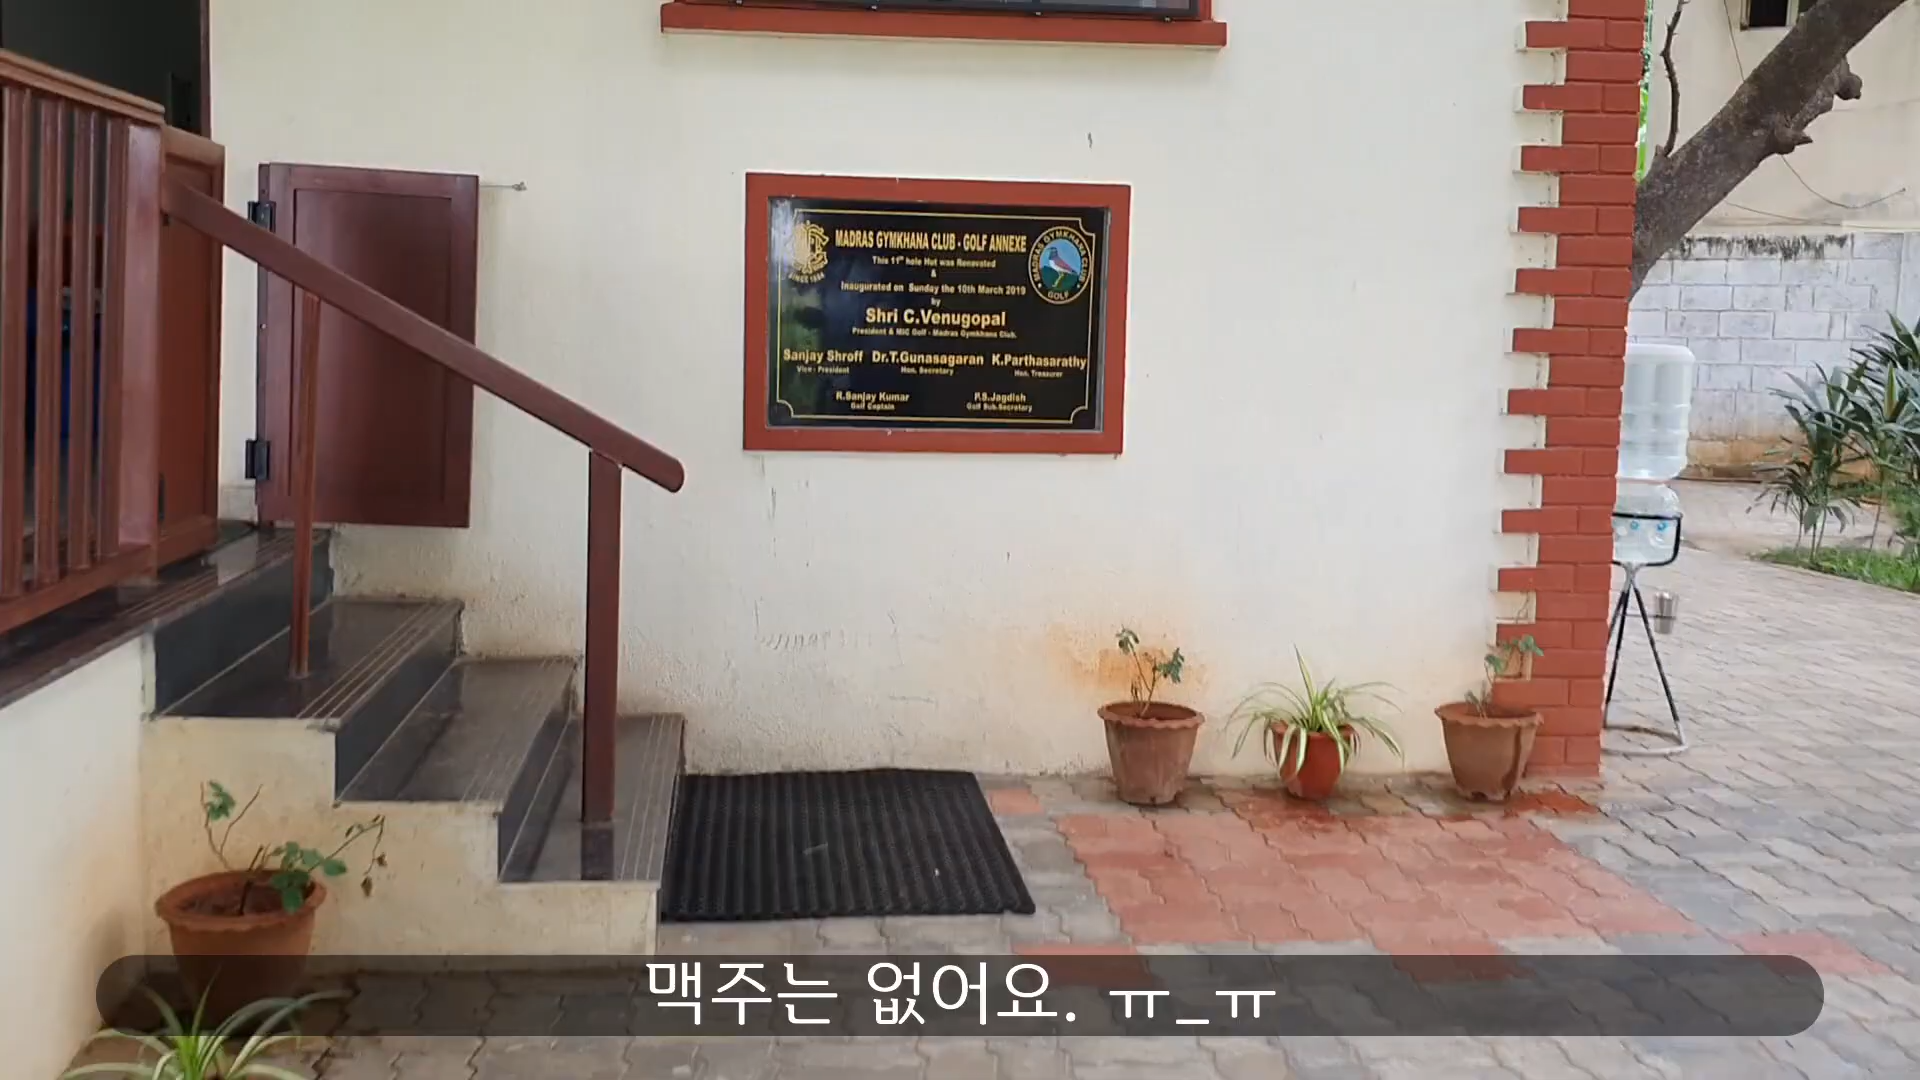 MADRAS GYMKHANA CLUB - GOLF ANNEXE
This 11th hole Hut was Renovated
&
Inaugurated on Sunday the 10th March 2019
by
Shri C.Venugopal
President & MIC Golf - Madras Gymkhana Club.
Sanjay Shroff Dr.T.Gunasagaran K.Parthasarathy
Vice - President Hon. Secretary Hon. Treasurer
R.Sanjay Kumar P.S.Jagdish
Golf Captain Golf Sub.Secretary
SINCE 1884
MADRAS GYMKHANA CLUB
GOLF
맥주는 없어요. ㅠ_ㅠ